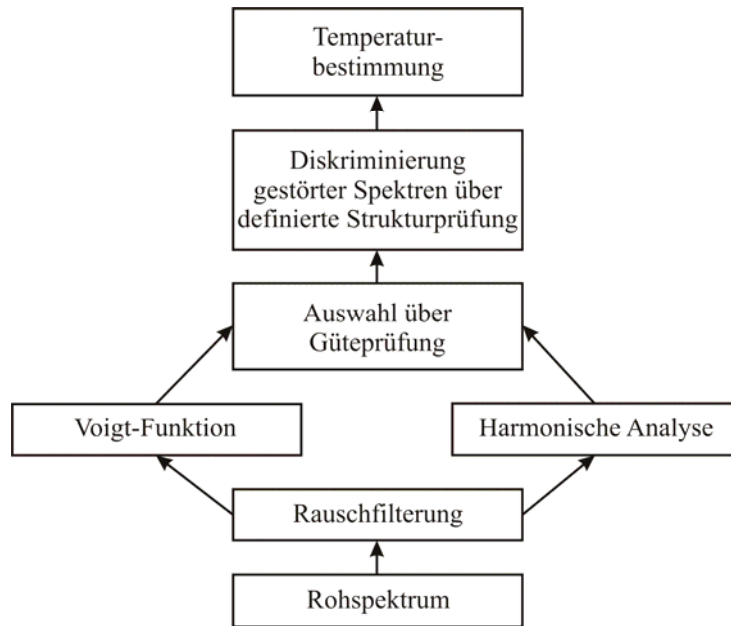 Temperatur-
bestimmung
Diskriminierung
gestörter Spektren über
definierte Strukturprüfung
Auswahl über
Güteprüfung
Voigt-Funktion
Harmonische Analyse
Rauschfilterung
Rohspektrum